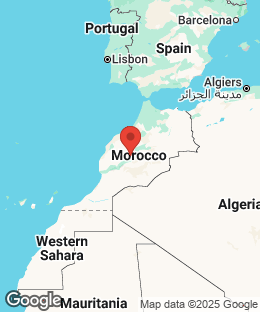 Portugal
Barcelona
Spain
Lisbon
Algiers
مدينة الجزائر
Morocco
Algeria
Western
Sahara
Mauritania
Google
Map data ©2025 Google